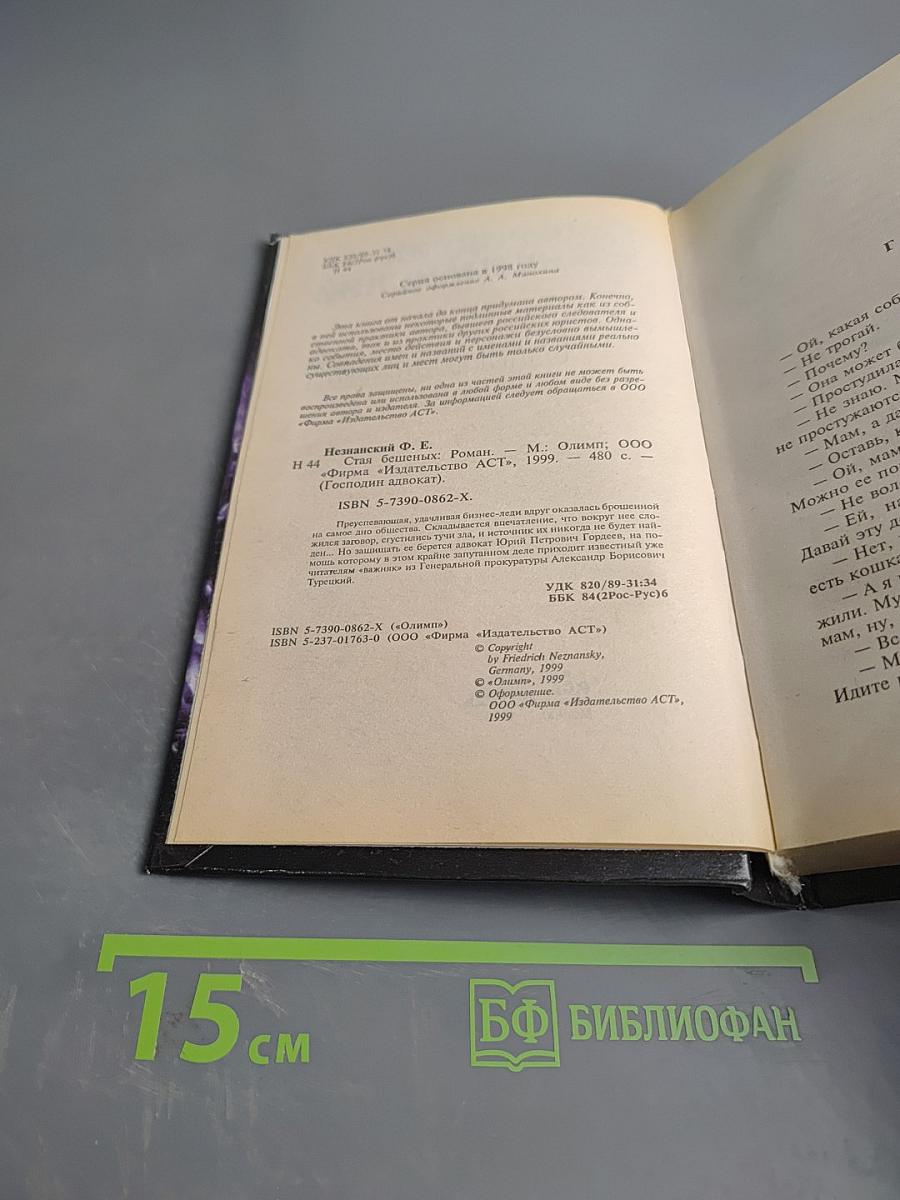 УДК 820/89-31:34
ББК 84(2Рос-Рус)6
Н 44
Серия основана в 1998 году
Серийное оформление А. А. Манохина
Эта книга от начала до конца придумана автором. Конечно,
в ней использованы некоторые подлинные материалы как из соб-
ственной практики автора, бывшего российского следователя и
адвоката, так и из практики других российских юристов. Одна-
ко события, место действия и персонажи безусловно вымышле-
ны. Совпадения имен и названий с именами и названиями реально
существующих лиц и мест могут быть только случайными.
Все права защищены, ни одна из частей этой книги не может быть
воспроизведена или использована в любой форме и любом виде без разре-
шения автора и издателя. За информацией следует обращаться в ООО
«Фирма «Издательство АСТ».
Незнанский Ф. Е.
Н 44 Стая бешеных: Роман. — М.: Олимп; ООО
«Фирма «Издательство АСТ», 1999. — 480 с. —
(Господин адвокат).
ISBN 5-7390-0862-X.
Преуспевающая, удачливая бизнес-леди вдруг оказалась брошенной
на самое дно общества. Складывается впечатление, что вокруг нее сло-
жился заговор, сгустились тучи зла, и источник их никогда не будет най-
ден... Но защищать ее берется адвокат Юрий Петрович Гордеев, на по-
мощь которому в этом крайне запутанном деле приходит известный уже
читателям «важняк» из Генеральной прокуратуры Александр Борисович
Турецкий.
УДК 820/89-31:34
ББК 84(2Рос-Рус)6
ISBN 5-7390-0862-X («Олимп»)
ISBN 5-237-01763-0 (ООО «Фирма «Издательство АСТ»)
© Copyright
by Friedrich Neznansky,
Germany, 1999
© «Олимп», 1999
© Оформление.
ООО «Фирма «Издательство АСТ»,
1999
Г
— Ой, какая соб
— Не трогай.
— Почему?
— Она может б
— Простудила
— Не знаю. М
не простужаютс
— Мам, а да
— Оставь, к
— Ой, мам
Можно ее по
— Не вол
— Ей, на
Давай эту д
— Нет,
есть кошка
— А я
жили. Му
мам, ну,
— Вс
— М
Идите
15 см
БФ БИБЛИОФАН